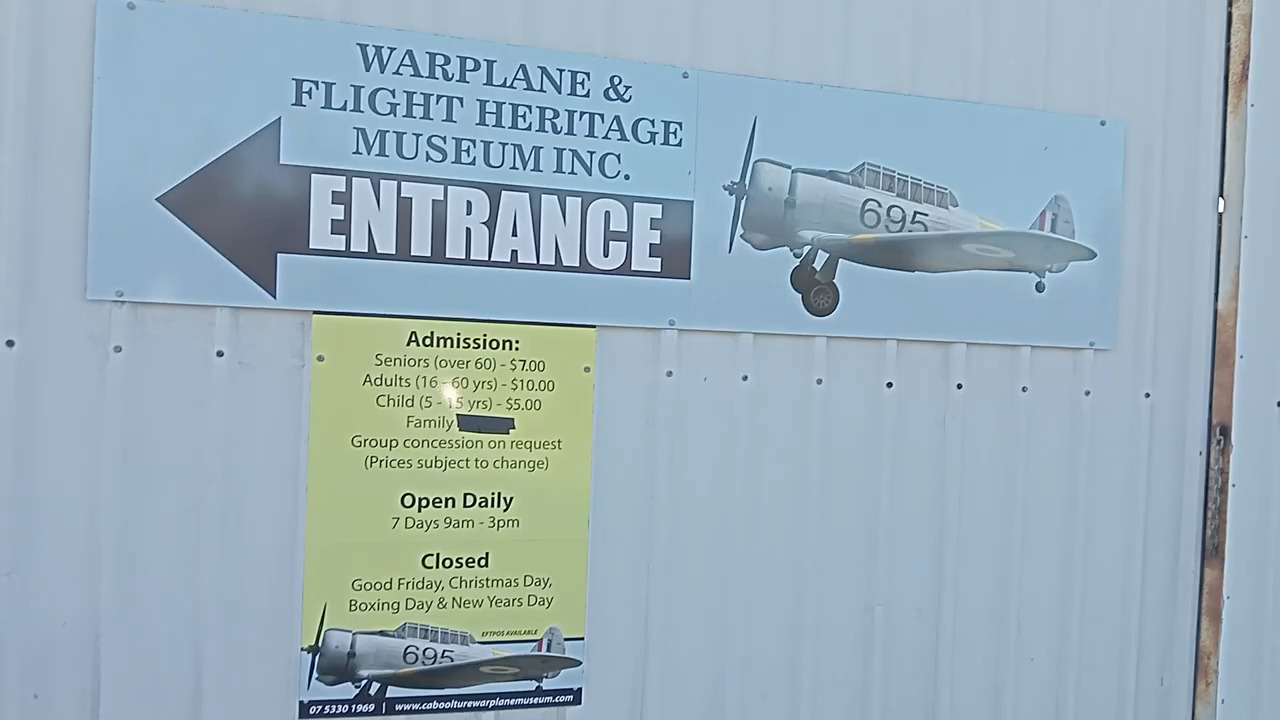 WARPLANE &
FLIGHT HERITAGE
MUSEUM INC.
ENTRANCE
695
Admission:
Seniors (over 60) - $7.00
Adults (16 - 60 yrs) - $10.00
Child (5 - 15 yrs) - $5.00
Family
Group concession on request
(Prices subject to change)
Open Daily
7 Days 9am - 3pm
Closed
Good Friday, Christmas Day,
Boxing Day & New Years Day
EFTPOS AVAILABLE
695
07 5330 1969 | www.caboolturewarplanemuseum.com